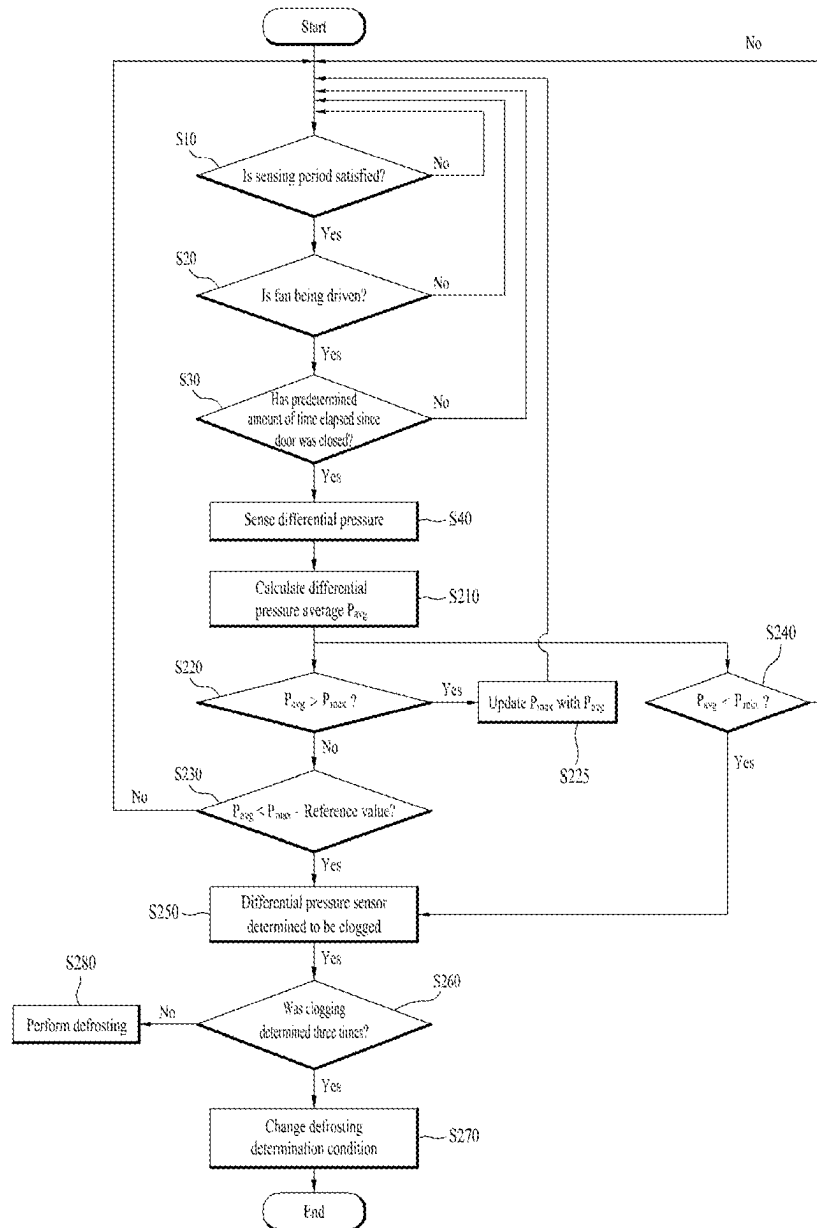 Start
No
S10
Is sensing period satisfied?
No
Yes
S20
Is fan being driven?
No
Yes
S30
Has predetermined
amount of time elapsed since
door was closed?
No
Yes
Sense differential pressure
S40
Calculate differential
pressure average Pavg
S210
S220
Pavg > Pmax ?
Yes
Update Pmax with Pavg
S225
S240
Pavg < Pmin ?
Yes
No
S230
Pavg < Pmax - Reference value?
No
Yes
S250
Differential pressure sensor
determined to be clogged
Yes
S260
Was clogging
determined three times?
No
S280
Perform defrosting
Yes
Change defrosting
determination condition
S270
End